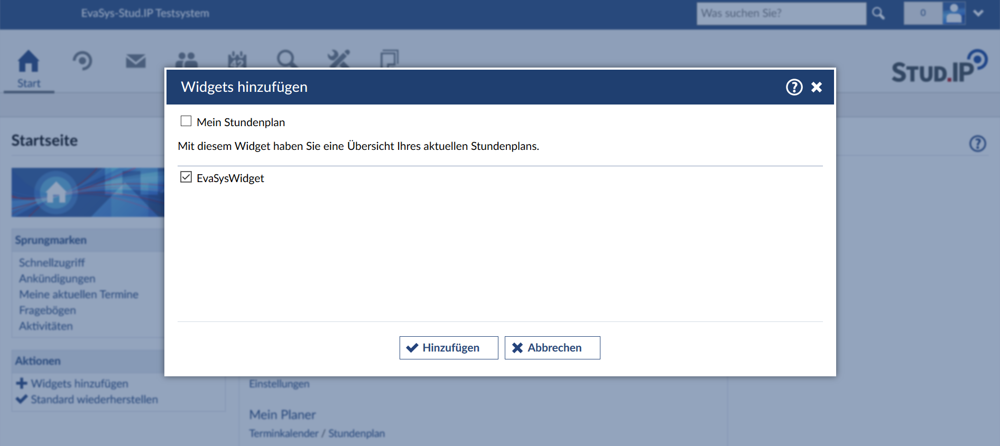 EvaSys-Stud.IP Testsystem
Was suchen Sie?
0
42
Start
STUD.IP
Widgets hinzufügen
Mein Stundenplan
Mit diesem Widget haben Sie eine Übersicht Ihres aktuellen Stundenplans.
EvaSysWidget
Hinzufügen
Abbrechen
Startseite
Sprungmarken
Schnellzugriff
Ankündigungen
Meine aktuellen Termine
Fragebögen
Aktivitäten
Aktionen
Widgets hinzufügen
Standard wiederherstellen
Einstellungen
Mein Planer
Terminkalender / Stundenplan